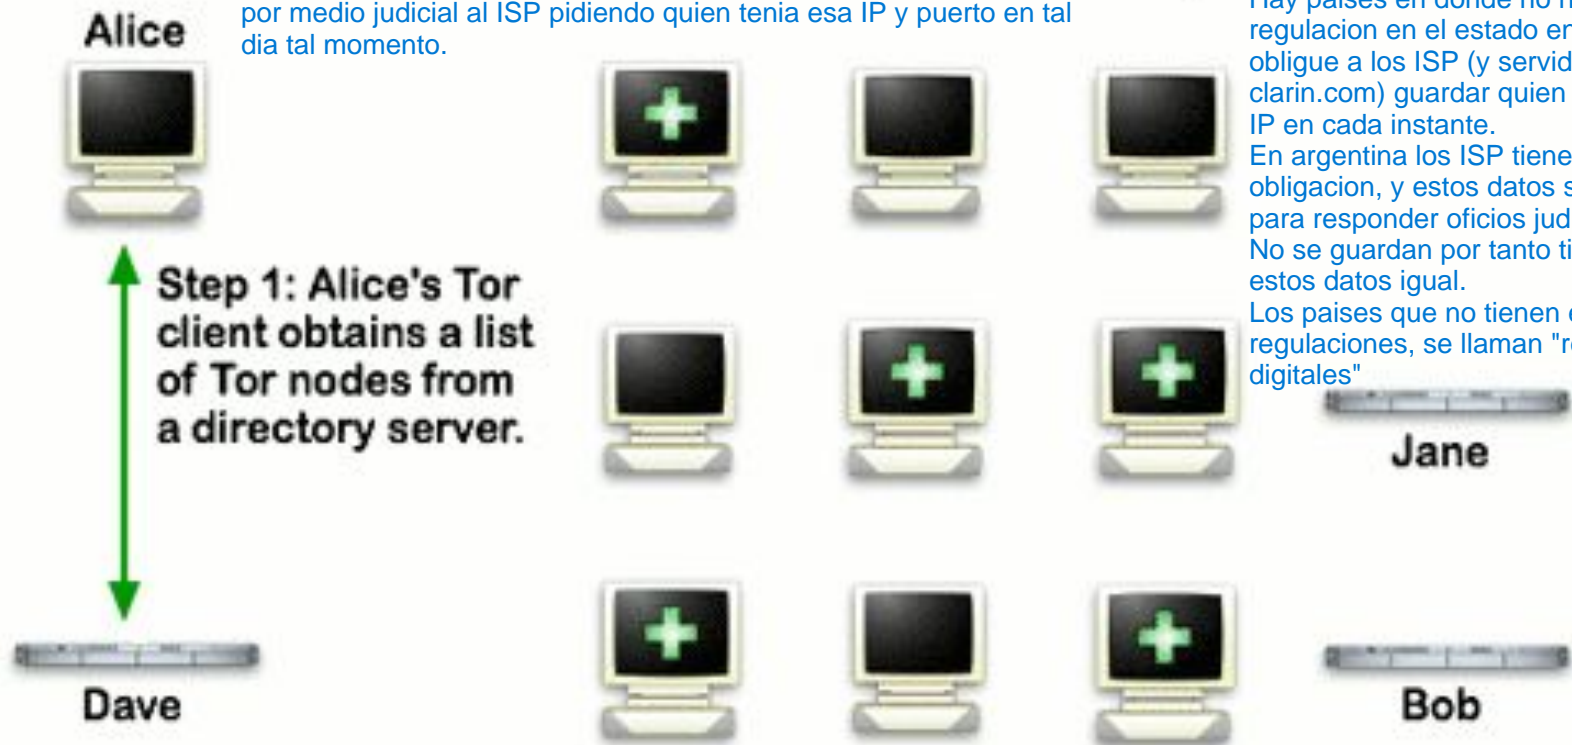 por medio judicial al ISP pidiendo quien tenia esa IP y puerto en tal
dia tal momento.
Alice
Hay paises en donde no
regulacion en el estado
obligue a los ISP (y
clarin.com) guardar quien
IP en cada instante.
En argentina los ISP
obligacion, y estos datos
para responder oficios
No se guardan por tanto
estos datos igual.
Los paises que no tienen
regulaciones, se llaman
digitales"
Step 1: Alice's Tor
client obtains a list
of Tor nodes from
a directory server.
Jane
Dave
Bob